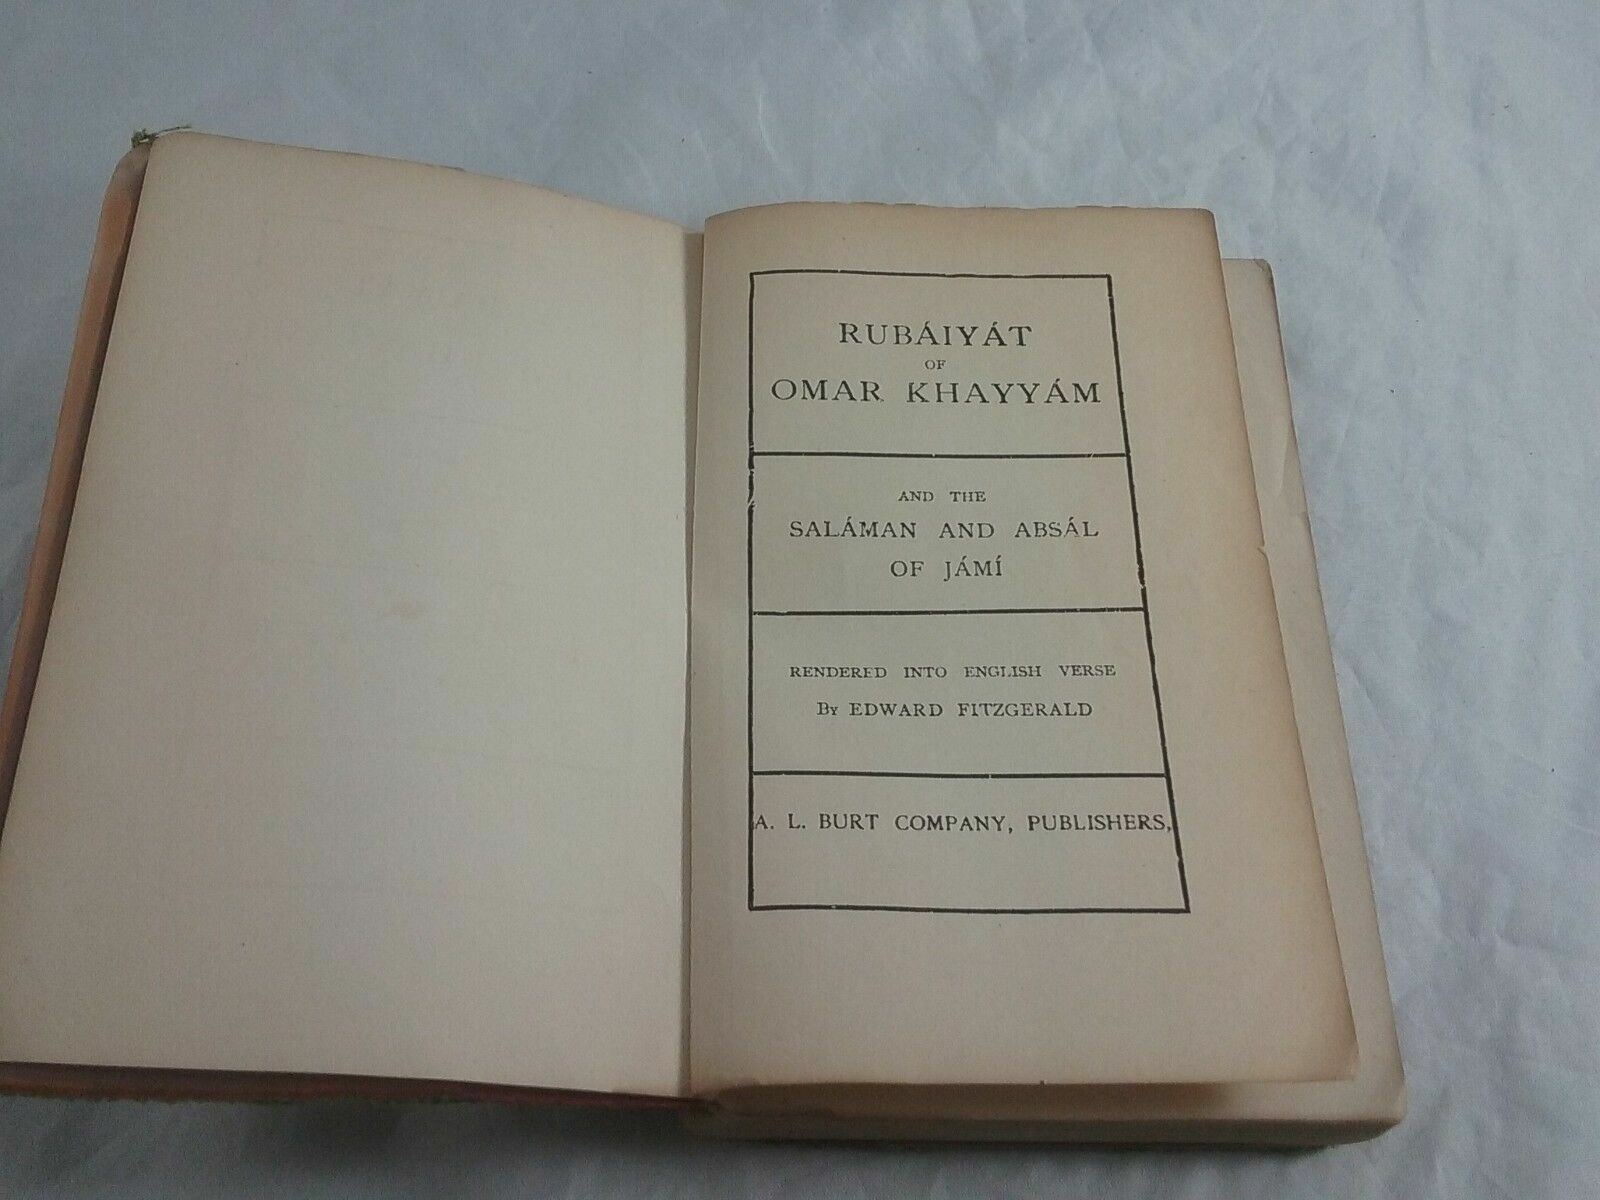 RUBÁIYÁT
OF
OMAR KHAYYÁM
AND THE
SALÁMAN AND ABSÁL
OF JÁMÍ
RENDERED INTO ENGLISH VERSE
By EDWARD FITZGERALD
A. L. BURT COMPANY, PUBLISHERS,